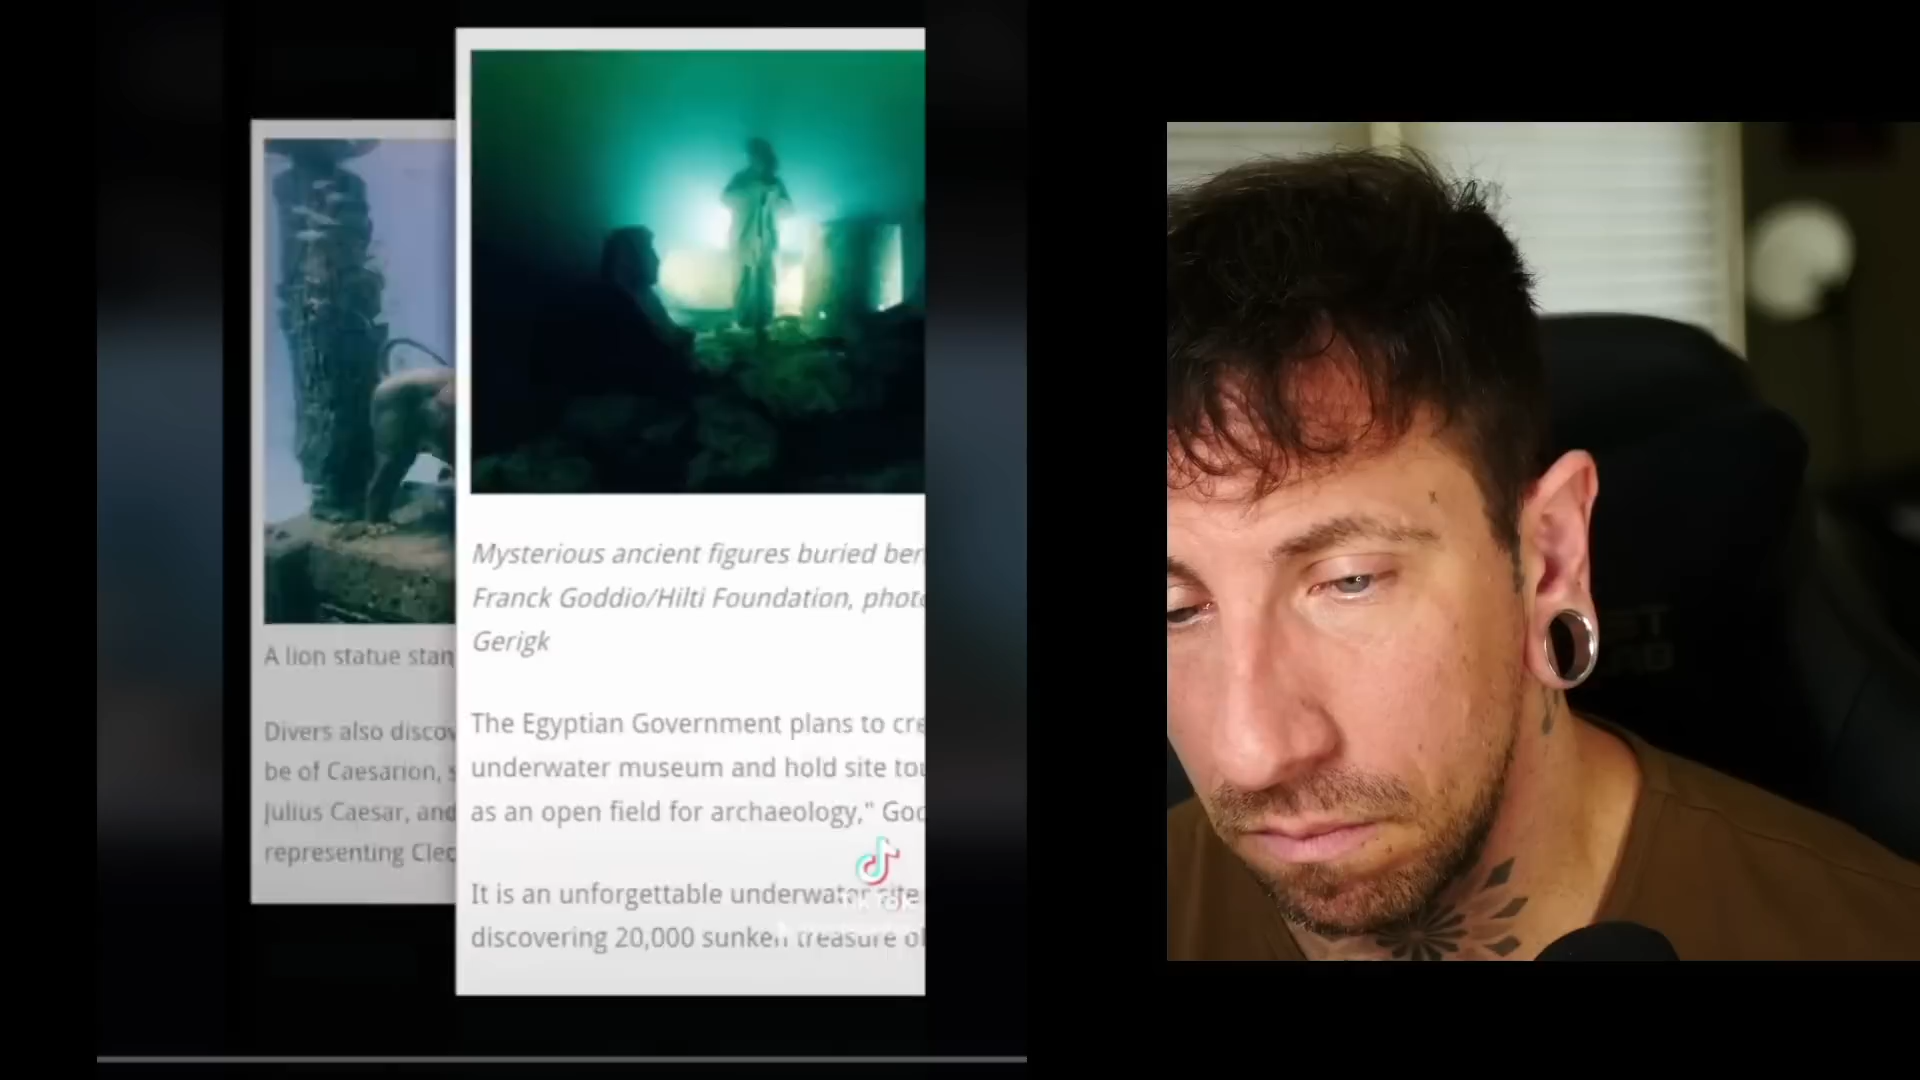 A lion statue stan
Divers also discov
be of Caesarion, s
Julius Caesar, and
representing Cleo
Mysterious ancient figures buried ben
Franck Goddio/Hilti Foundation, photo
Gerigk
The Egyptian Government plans to cre
underwater museum and hold site tou
as an open field for archaeology," God
It is an unforgettable underwater site
discovering 20,000 sunken treasure ob
TikTok